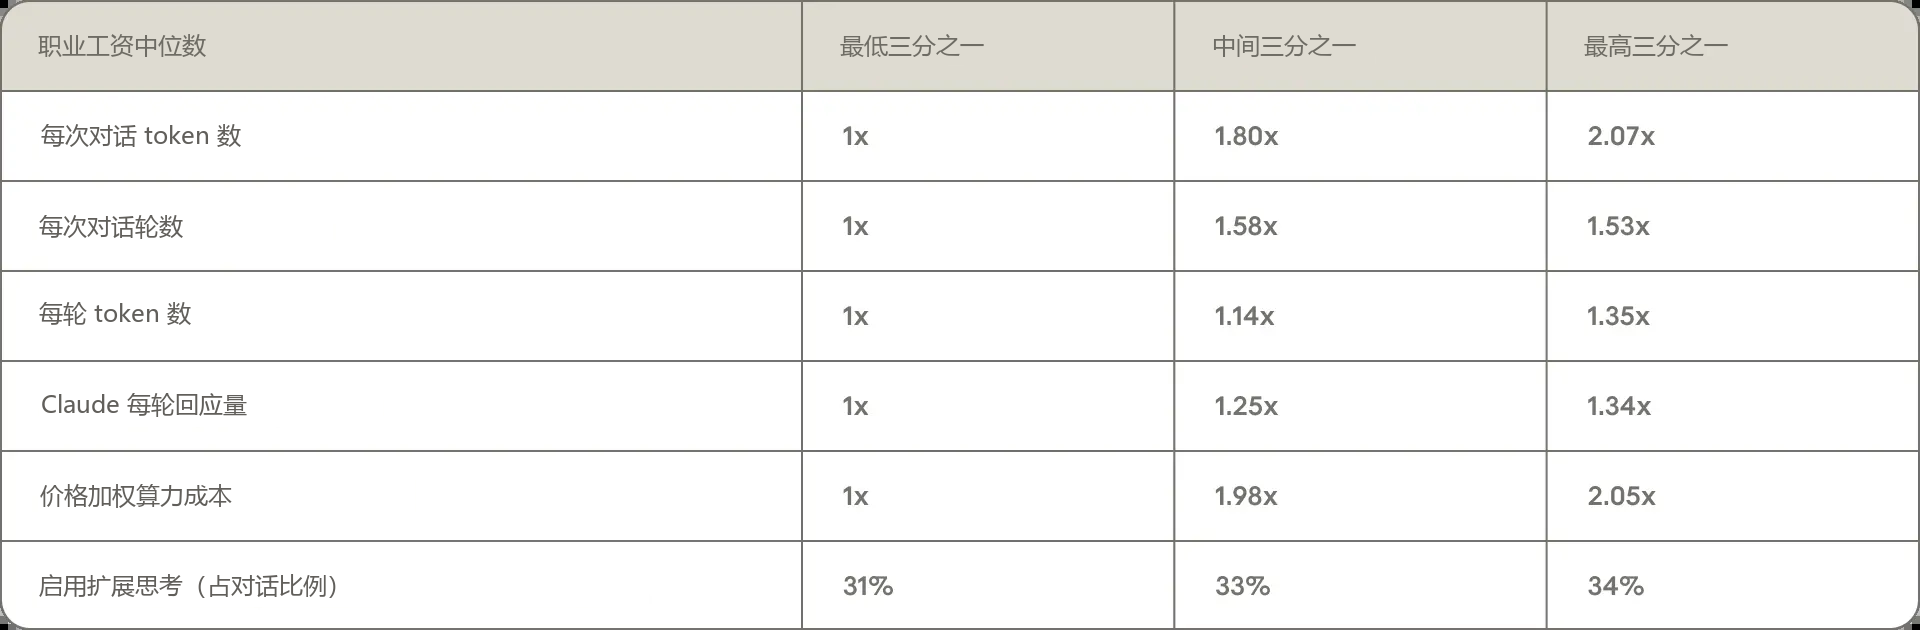 职业工资中位数 最低三分之一 中间三分之一 最高三分之一
每次对话 token 数 1x 1.80x 2.07x
每次对话轮数 1x 1.58x 1.53x
每轮 token 数 1x 1.14x 1.35x
Claude 每轮回应量 1x 1.25x 1.34x
价格加权算力成本 1x 1.98x 2.05x
启用扩展思考（占对话比例） 31% 33% 34%